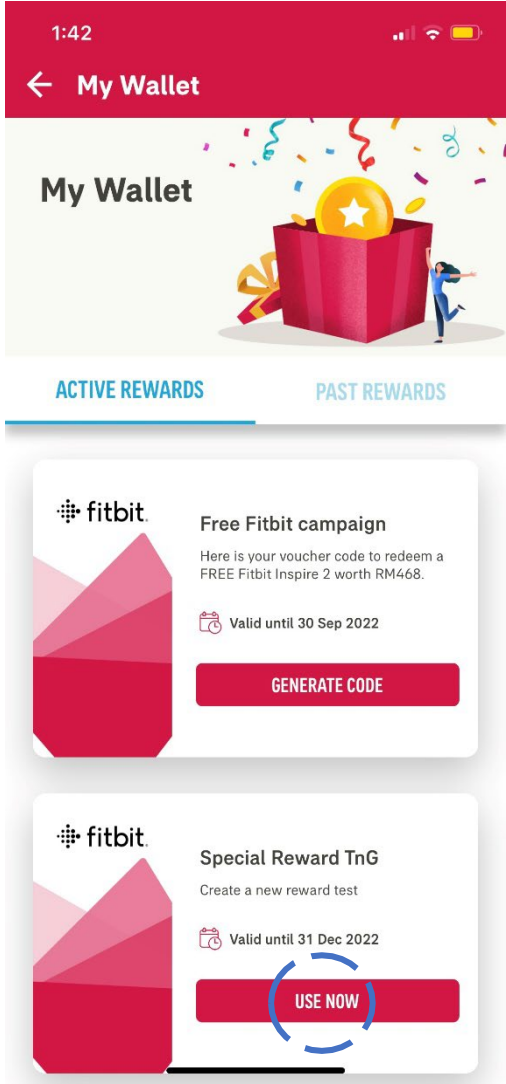 1:42
My Wallet
My Wallet
ACTIVE REWARDS
PAST REWARDS
fitbit.
Free Fitbit campaign
Here is your voucher code to redeem a
FREE Fitbit Inspire 2 worth RM468.
Valid until 30 Sep 2022
GENERATE CODE
fitbit.
Special Reward TnG
Create a new reward test
Valid until 31 Dec 2022
USE NOW